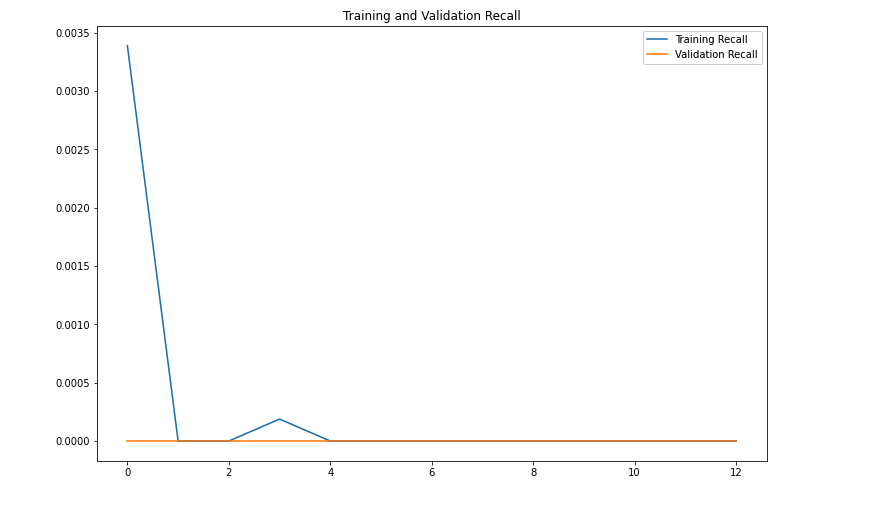 Training and Validation Recall
0.0035
Training Recall
Validation Recall
0.0030
0.0025
0.0020
0.0015
0.0010
0.0005
0.0000
0 2 4 6 8 10 12